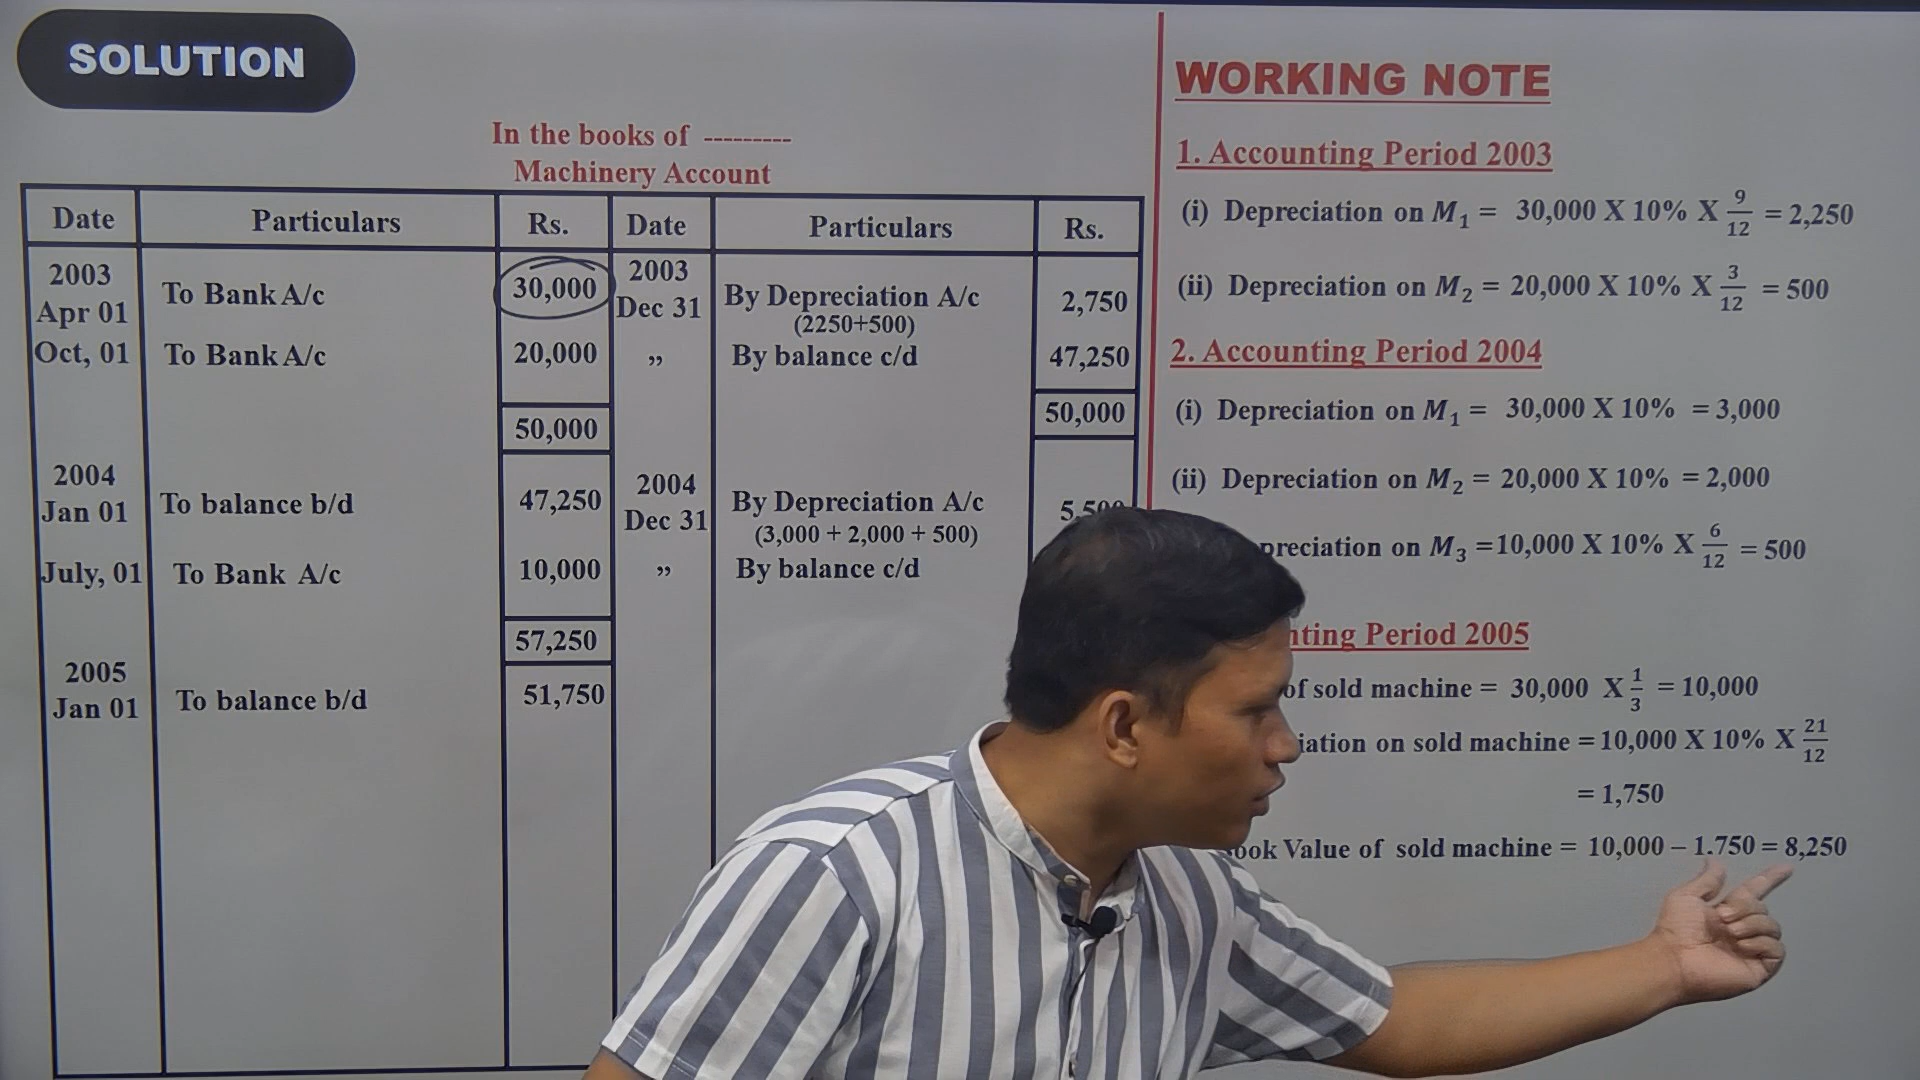 SOLUTION
In the books of ---------
Machinery Account
Date Particulars Rs. Date Particulars Rs.
2003 2003
Apr 01 To Bank A/c 30,000 Dec 31 By Depreciation A/c 2,750
(2250+500)
Oct, 01 To Bank A/c 20,000 ,, By balance c/d 47,250
50,000 50,000
2004 2004
Jan 01 To balance b/d 47,250 Dec 31 By Depreciation A/c
(3,000 + 2,000 + 500)
July, 01 To Bank A/c 10,000 ,, By balance c/d
57,250
2005
Jan 01 To balance b/d 51,750
WORKING NOTE
1. Accounting Period 2003
(i) Depreciation on M₁ = 30,000 X 10% X 9/12 = 2,250
(ii) Depreciation on M₂ = 20,000 X 10% X 3/12 = 500
2. Accounting Period 2004
(i) Depreciation on M₁ = 30,000 X 10% = 3,000
(ii) Depreciation on M₂ = 20,000 X 10% = 2,000
on M₃ =10,000 X 10% X 6/12 = 500
Period 2005
of sold machine = 30,000 X 1/3 = 10,000
on sold machine = 10,000 X 10% X 21/12
= 1,750
Value of sold machine = 10,000 – 1.750 = 8,250